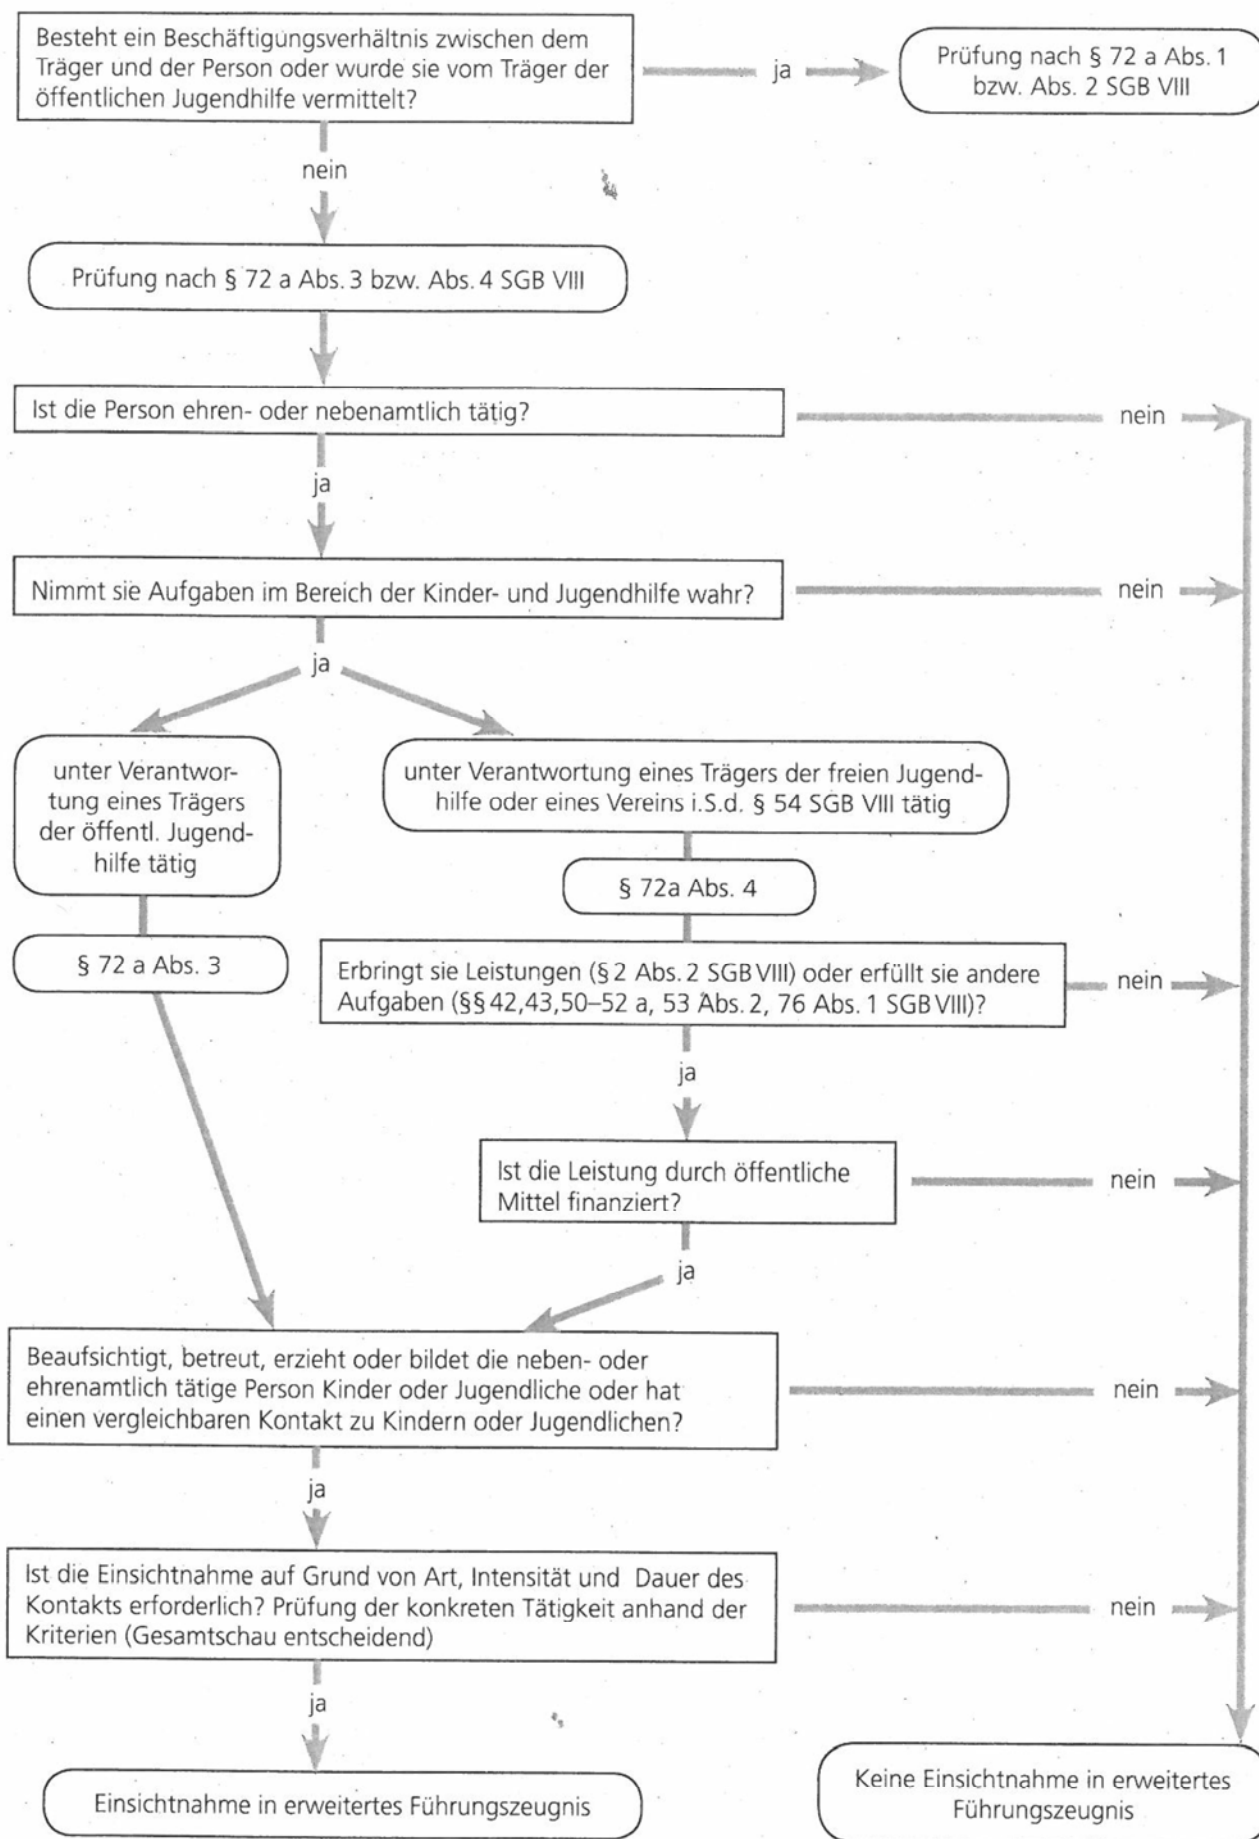 Besteht ein Beschäftigungsverhältnis zwischen dem
Träger und der Person oder wurde sie vom Träger der
öffentlichen Jugendhilfe vermittelt?
ja
Prüfung nach § 72 a Abs. 1
bzw. Abs. 2 SGB VIII
nein
Prüfung nach § 72 a Abs. 3 bzw. Abs. 4 SGB VIII
Ist die Person ehren- oder nebenamtlich tätig?
nein
ja
Nimmt sie Aufgaben im Bereich der Kinder- und Jugendhilfe wahr?
nein
ja
unter Verantwor-
tung eines Trägers
der öffentl. Jugend-
hilfe tätig
unter Verantwortung eines Trägers der freien Jugend-
hilfe oder eines Vereins i.S.d. § 54 SGB VIII tätig
§ 72a Abs. 4
§ 72 a Abs. 3
Erbringt sie Leistungen (§ 2 Abs. 2 SGB VIII) oder erfüllt sie andere
Aufgaben (§§ 42,43,50–52 a, 53 Abs. 2, 76 Abs. 1 SGB VIII)?
nein
ja
Ist die Leistung durch öffentliche
Mittel finanziert?
nein
ja
Beaufsichtigt, betreut, erzieht oder bildet die neben- oder
ehrenamtlich tätige Person Kinder oder Jugendliche oder hat
einen vergleichbaren Kontakt zu Kindern oder Jugendlichen?
nein
ja
Ist die Einsichtnahme auf Grund von Art, Intensität und Dauer des
Kontakts erforderlich? Prüfung der konkreten Tätigkeit anhand der
Kriterien (Gesamtschau entscheidend)
nein
ja
Einsichtnahme in erweitertes Führungszeugnis
Keine Einsichtnahme in erweitertes
Führungszeugnis